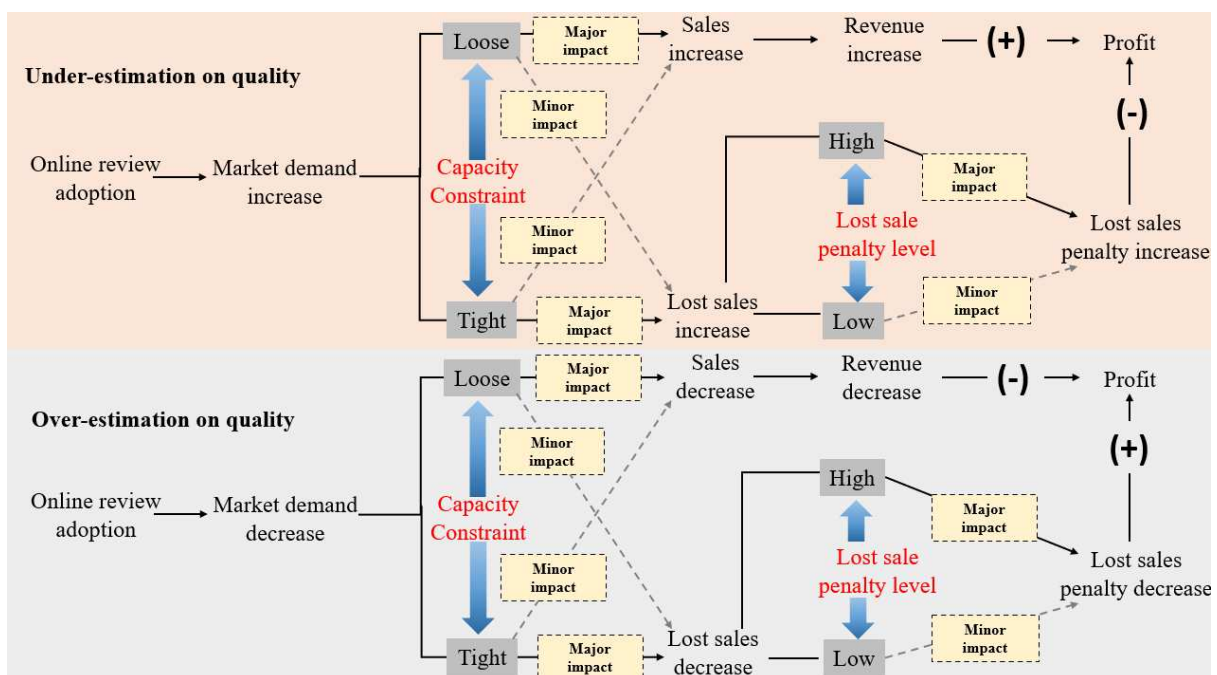 Under-estimation on quality
Online review
adoption
Market demand
increase
Loose
Major
impact
Minor
impact
Capacity
Constraint
Minor
impact
Tight
Major
impact
Sales
increase
Revenue
increase
(+)
Profit
Lost sales
increase
High
Lost sale
penalty level
Low
Major
impact
Minor
impact
(-)
Lost sales
penalty increase
Over-estimation on quality
Online review
adoption
Market demand
decrease
Loose
Major
impact
Minor
impact
Capacity
Constraint
Minor
impact
Tight
Major
impact
Sales
decrease
Revenue
decrease
(-)
Profit
Lost sales
decrease
High
Lost sale
penalty level
Low
Major
impact
Minor
impact
(+)
Lost sales
penalty decrease